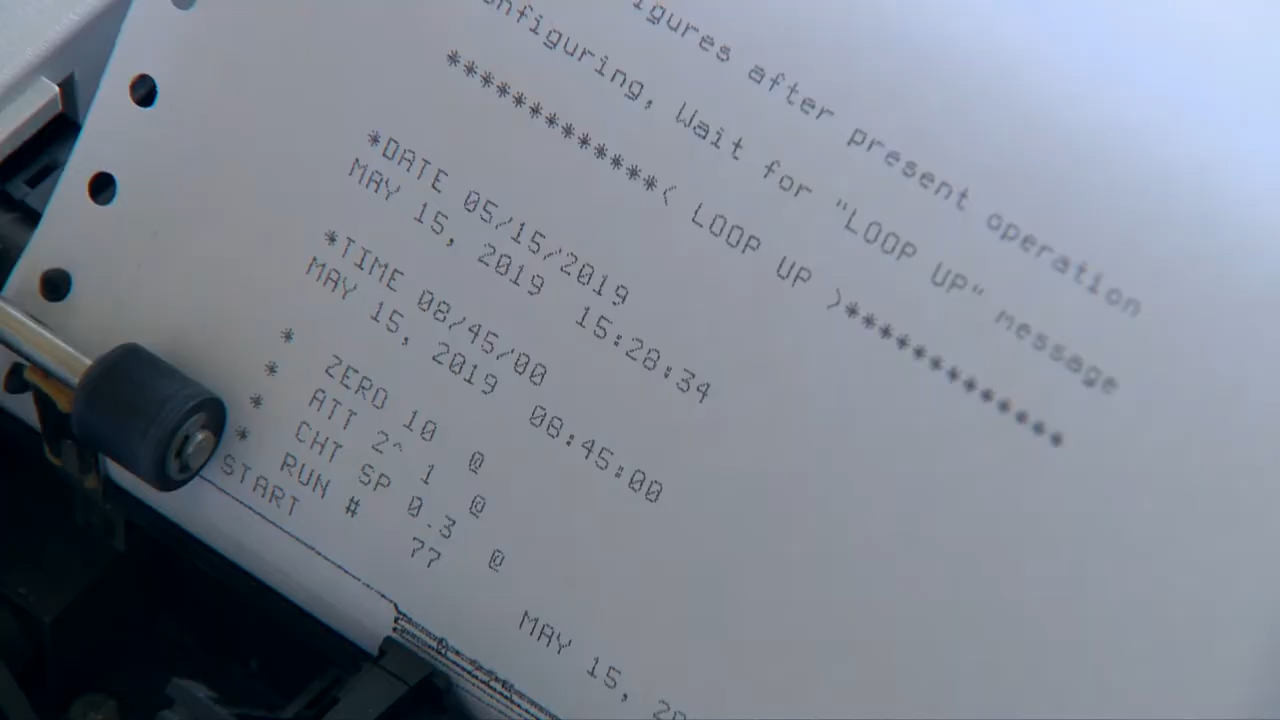 igures after present operation
nfiguring, Wait for "LOOP UP" message
*************< LOOP UP >*************
*DATE 05/15/2019
MAY 15, 2019  15:28:34
*TIME 08/45/00
MAY 15, 2019  08:45:00
*  ZERO 10  @
*  ATT 2^  1  @
*  CHT SP 0.3  @
*  RUN #  77
START  MAY 15, 20